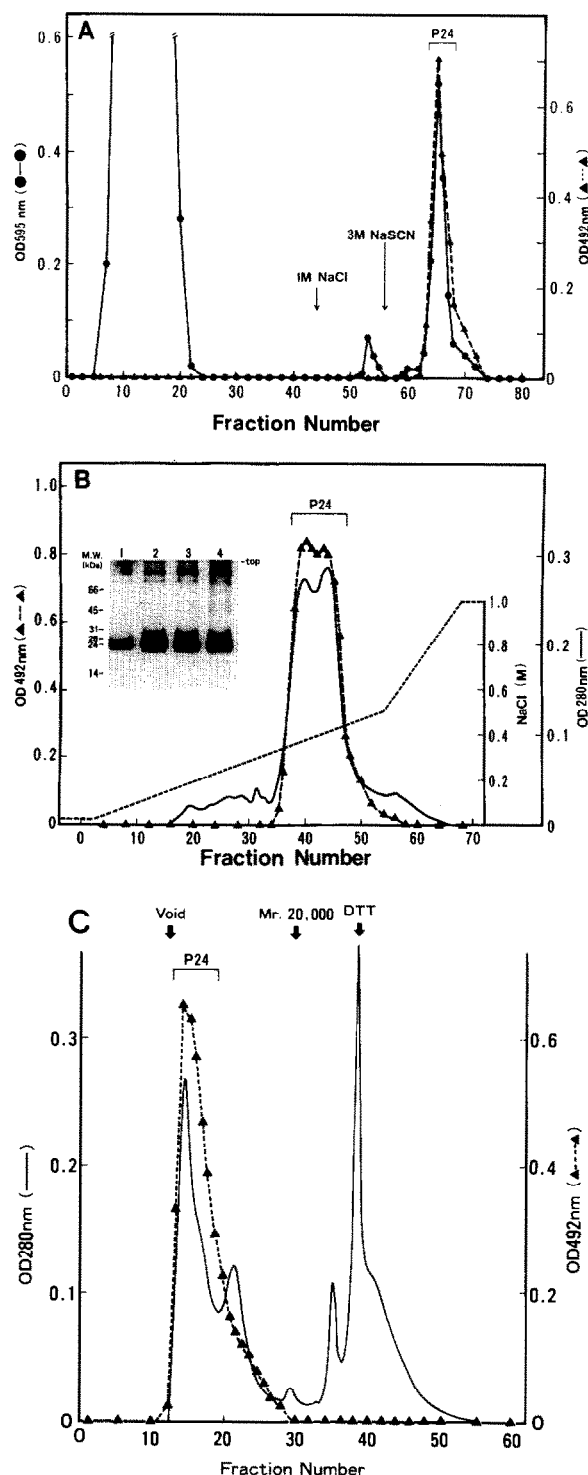 A
P24
0.6
0.4
0.2
0
0.6
0.4
0.2
0
OD595 nm (●—●)
OD492nm (▲---▲)
1M NaCl
3M NaSCN
0 10 20 30 40 50 60 70 80
Fraction Number
B
P24
1.0
0.8
0.6
0.4
0.2
0
OD 492nm (▲---▲)
M.W. (kDa)
1 2 3 4
-top
66-
45-
31-
24-
14-
1.0
0.8
0.6
0.4
0.2
NaCl (M)
0.3
0.2
0.1
0
OD280nm (—)
0 10 20 30 40 50 60 70
Fraction Number
C
Void
Mr. 20,000
DTT
P24
0.3
0.2
0.1
0
OD280nm (—)
0.6
0.4
0.2
0
OD492nm (▲---▲)
0 10 20 30 40 50 60
Fraction Number